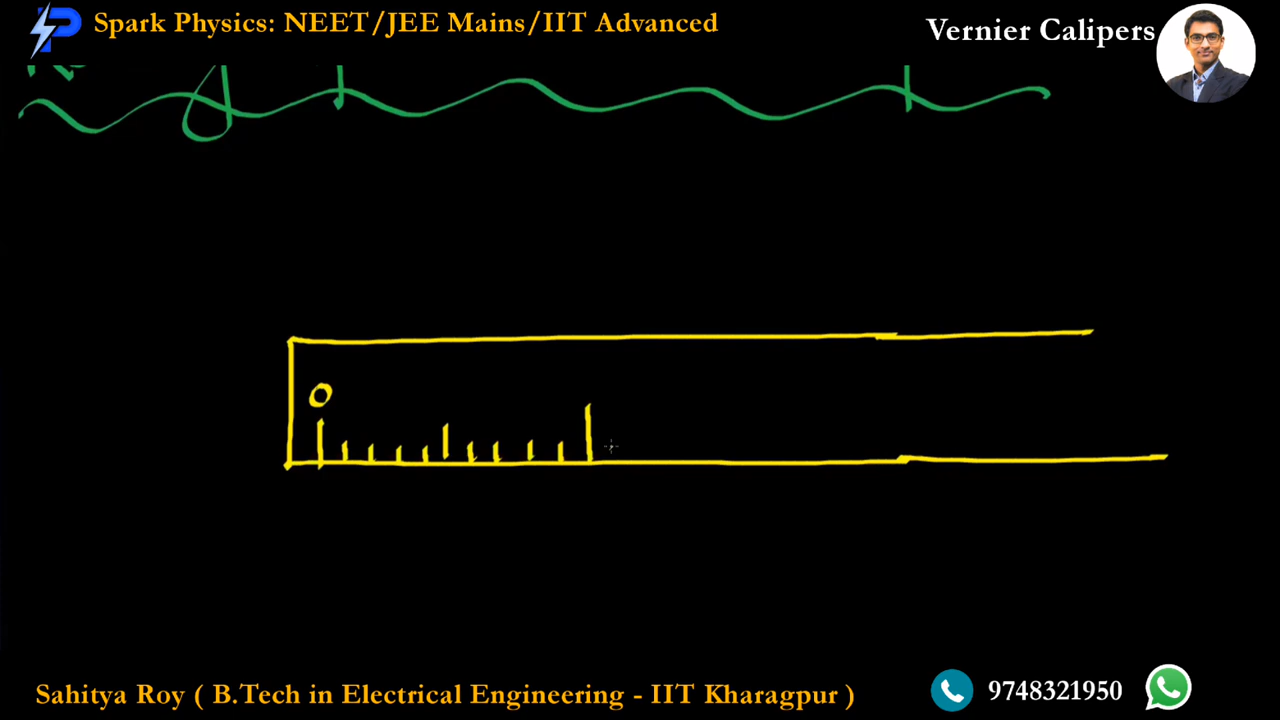 Spark Physics: NEET/JEE Mains/IIT Advanced
Vernier Calipers
0
Sahitya Roy ( B.Tech in Electrical Engineering - IIT Kharagpur )
9748321950